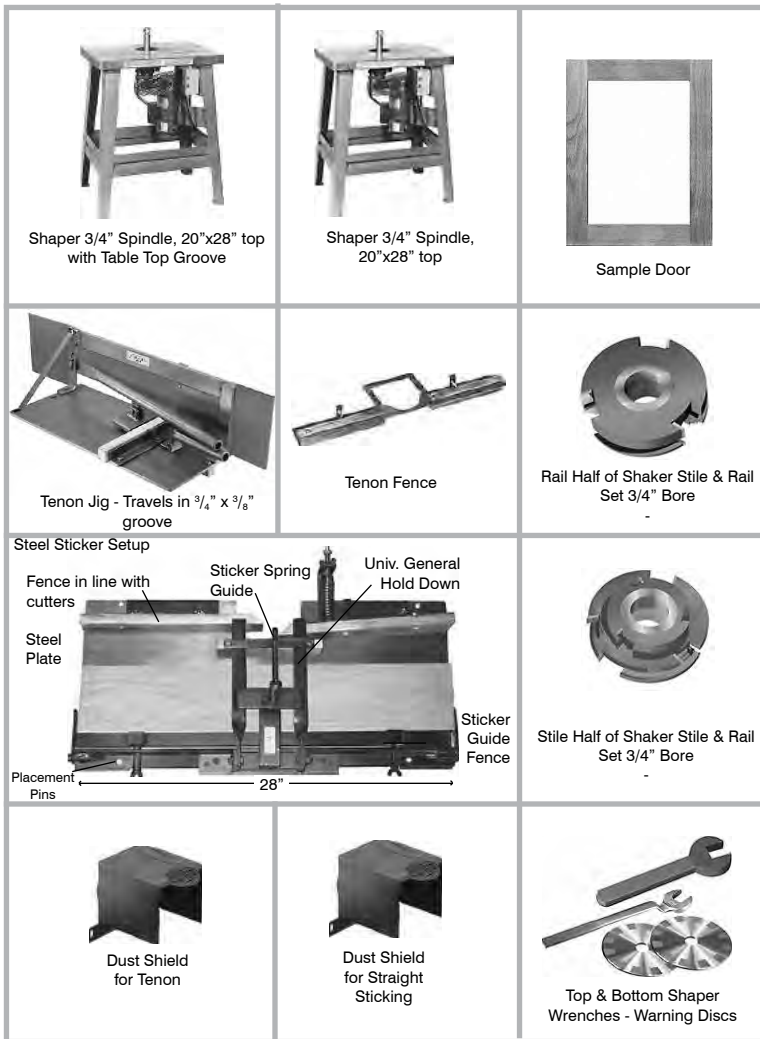 Shaper 3/4” Spindle, 20”x28” top
with Table Top Groove
Shaper 3/4” Spindle,
20”x28” top
Sample Door
Tenon Jig - Travels in 3/4” x 3/8”
groove
Tenon Fence
Rail Half of Shaker Stile & Rail
Set 3/4” Bore
-
Steel Sticker Setup
Fence in line with
cutters
Sticker Spring
Guide
Univ. General
Hold Down
Steel
Plate
Sticker
Guide
Fence
Placement
Pins
28”
Stile Half of Shaker Stile & Rail
Set 3/4” Bore
-
Dust Shield
for Tenon
Dust Shield
for Straight
Sticking
Top & Bottom Shaper
Wrenches - Warning Discs